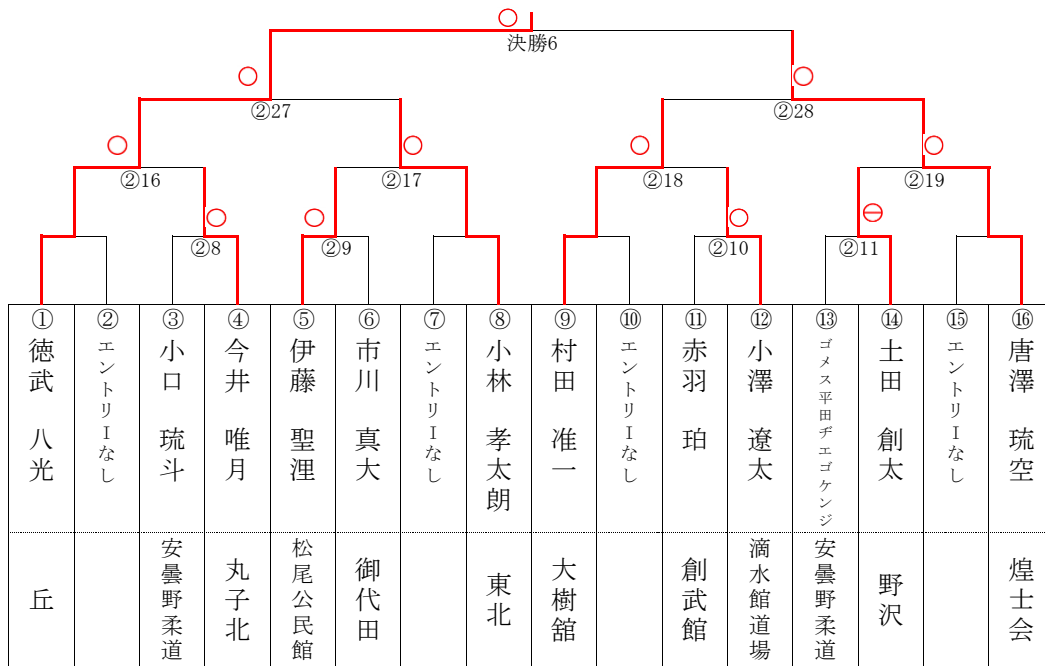 決勝6
②27
②28
②16
②17
②18
②19
②8
②9
②10
②11
①
②
③
④
⑤
⑥
⑦
⑧
⑨
⑩
⑪
⑫
⑬
⑭
⑮
⑯
徳武 八光
エントリIなし
小口 琉斗
今井 唯月
伊藤 聖浬
市川 真大
エントリIなし
小林 孝太朗
村田 准一
エントリIなし
赤羽 珀
小澤 遼太
ゴメス平田ヂエゴケンジ
土田 創太
エントリIなし
唐澤 琉空
丘
安曇野柔道
丸子北
松尾公民館
御代田
東北
大樹舘
創武館
滴水館道場
安曇野柔道
野沢
煌士会